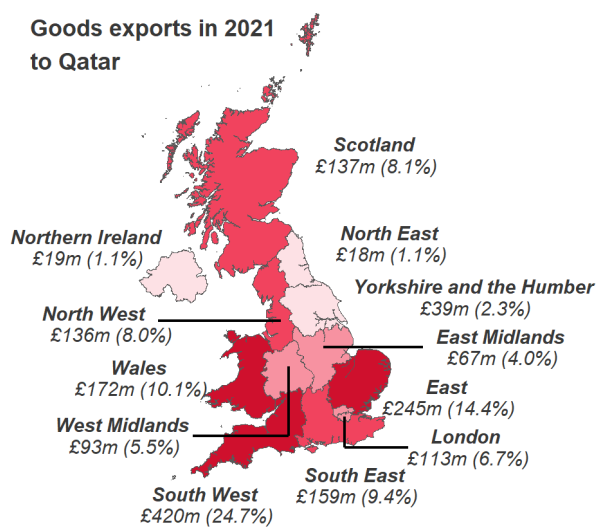 Goods exports in 2021
to Qatar
Scotland
£137m (8.1%)
Northern Ireland
£19m (1.1%)
North East
£18m (1.1%)
Yorkshire and the Humber
£39m (2.3%)
North West
£136m (8.0%)
East Midlands
£67m (4.0%)
Wales
£172m (10.1%)
East
£245m (14.4%)
West Midlands
£93m (5.5%)
London
£113m (6.7%)
South East
£159m (9.4%)
South West
£420m (24.7%)